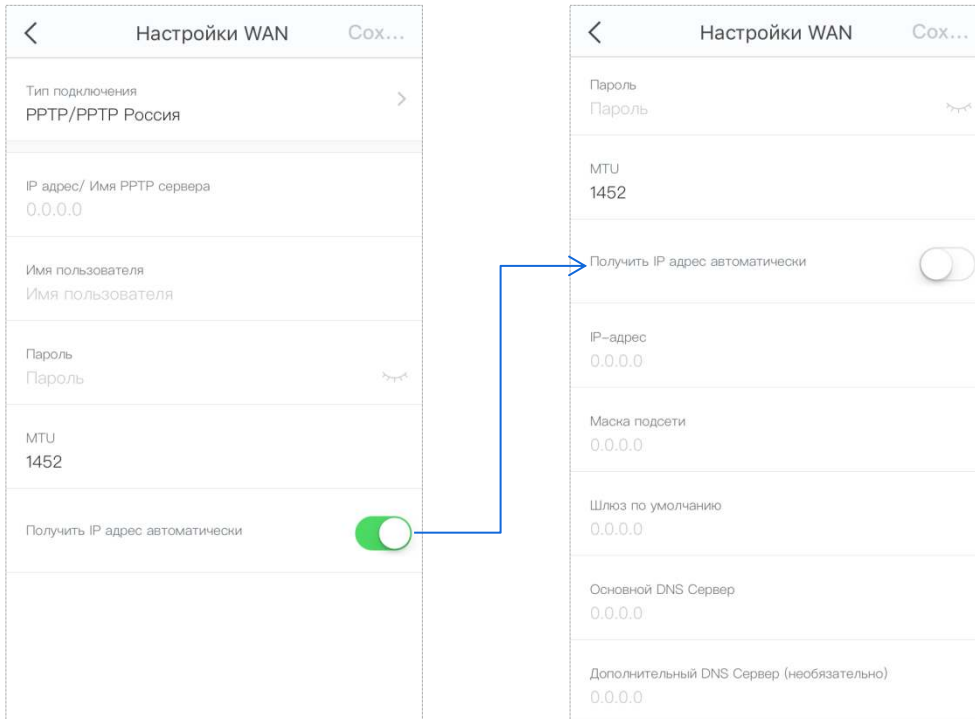 Настройки WAN
Сох...
Тип подключения
PPTP/PPTP Россия
IP адрес/ Имя PPTP сервера
0.0.0.0
Имя пользователя
Имя пользователя
Пароль
Пароль
MTU
1452
Получить IP адрес автоматически
Настройки WAN
Сох...
Пароль
Пароль
MTU
1452
Получить IP адрес автоматически
IP-адрес
0.0.0.0
Маска подсети
0.0.0.0
Шлюз по умолчанию
0.0.0.0
Основной DNS Сервер
0.0.0.0
Дополнительный DNS Сервер (необязательно)
0.0.0.0